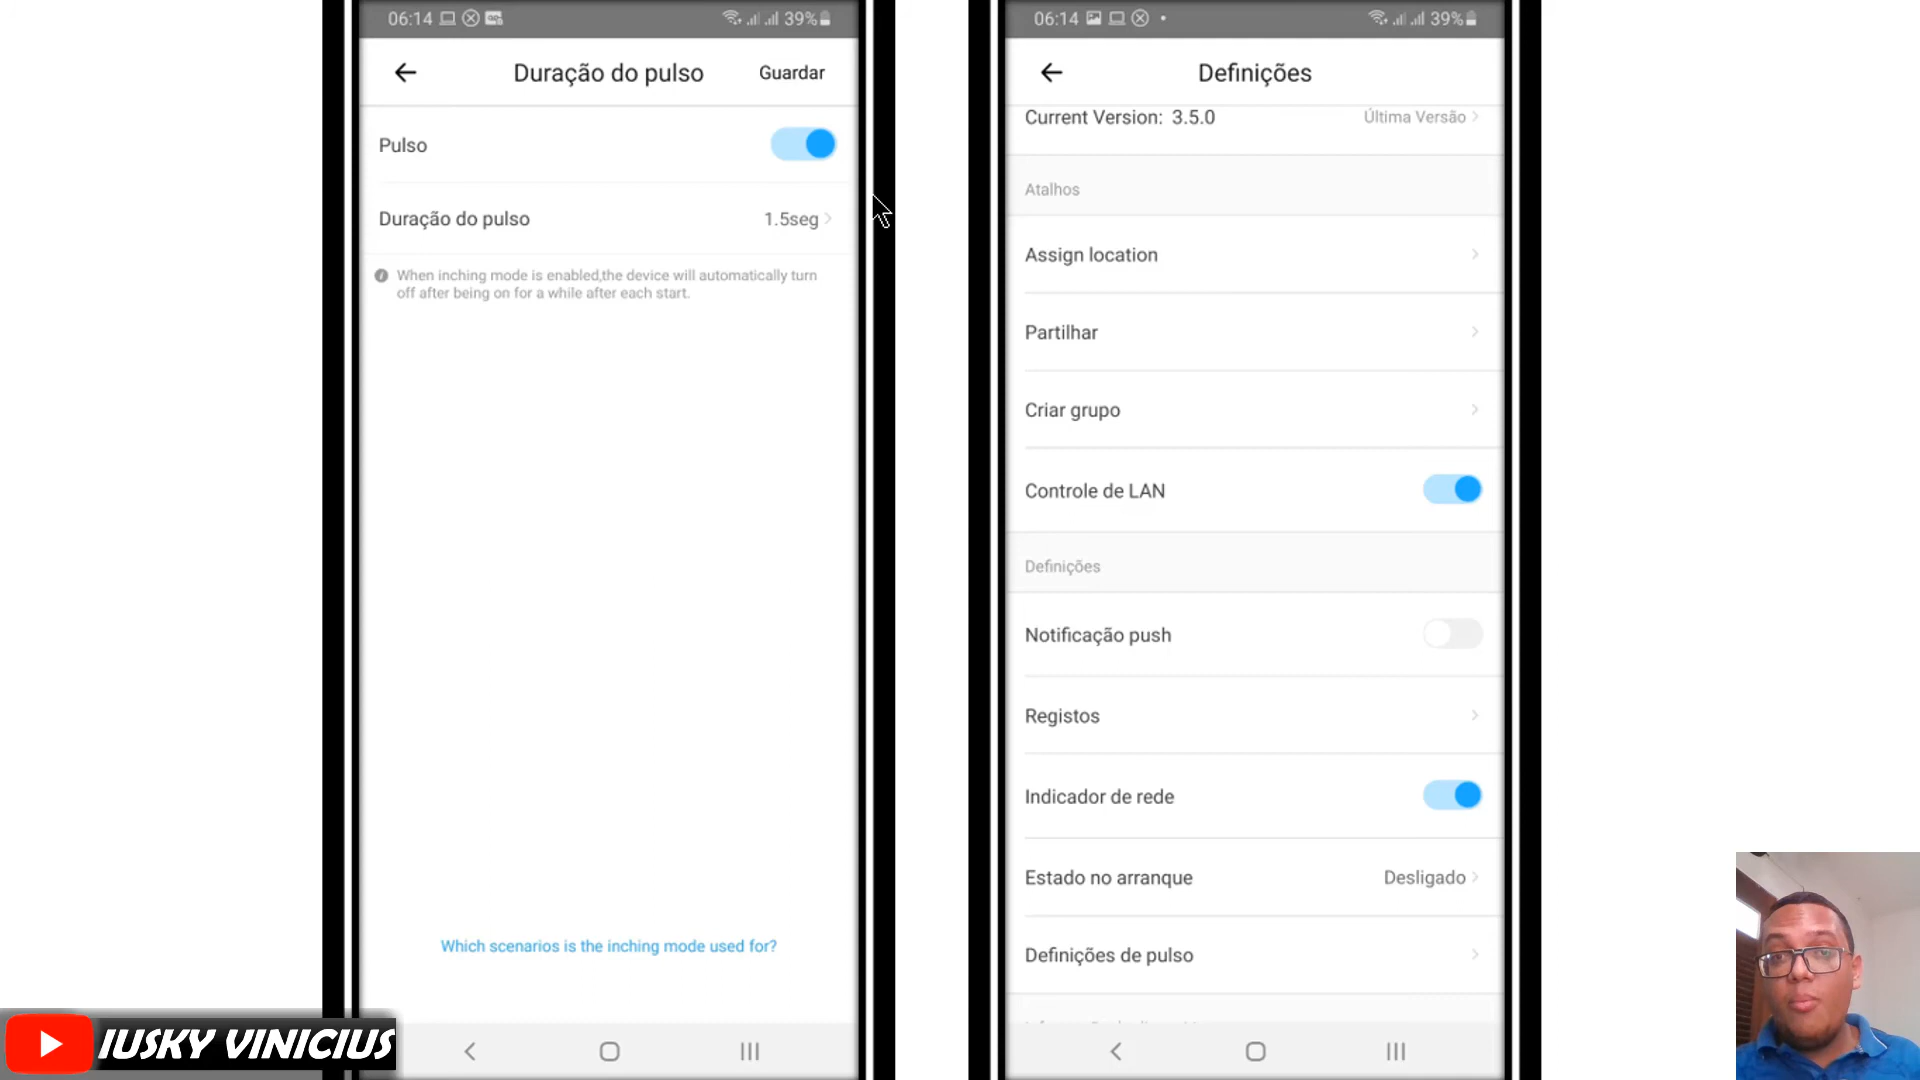 06:14
39%
Duração do pulso
Guardar
Pulso
Duração do pulso
1.5seg
When inching mode is enabled,the device will automatically turn
off after being on for a while after each start.
Which scenarios is the inching mode used for?
06:14
39%
Definições
Current Version: 3.5.0
Última Versão
Atalhos
Assign location
Partilhar
Criar grupo
Controle de LAN
Definições
Notificação push
Registos
Indicador de rede
Estado no arranque
Desligado
Definições de pulso
IUSKY VINICIUS